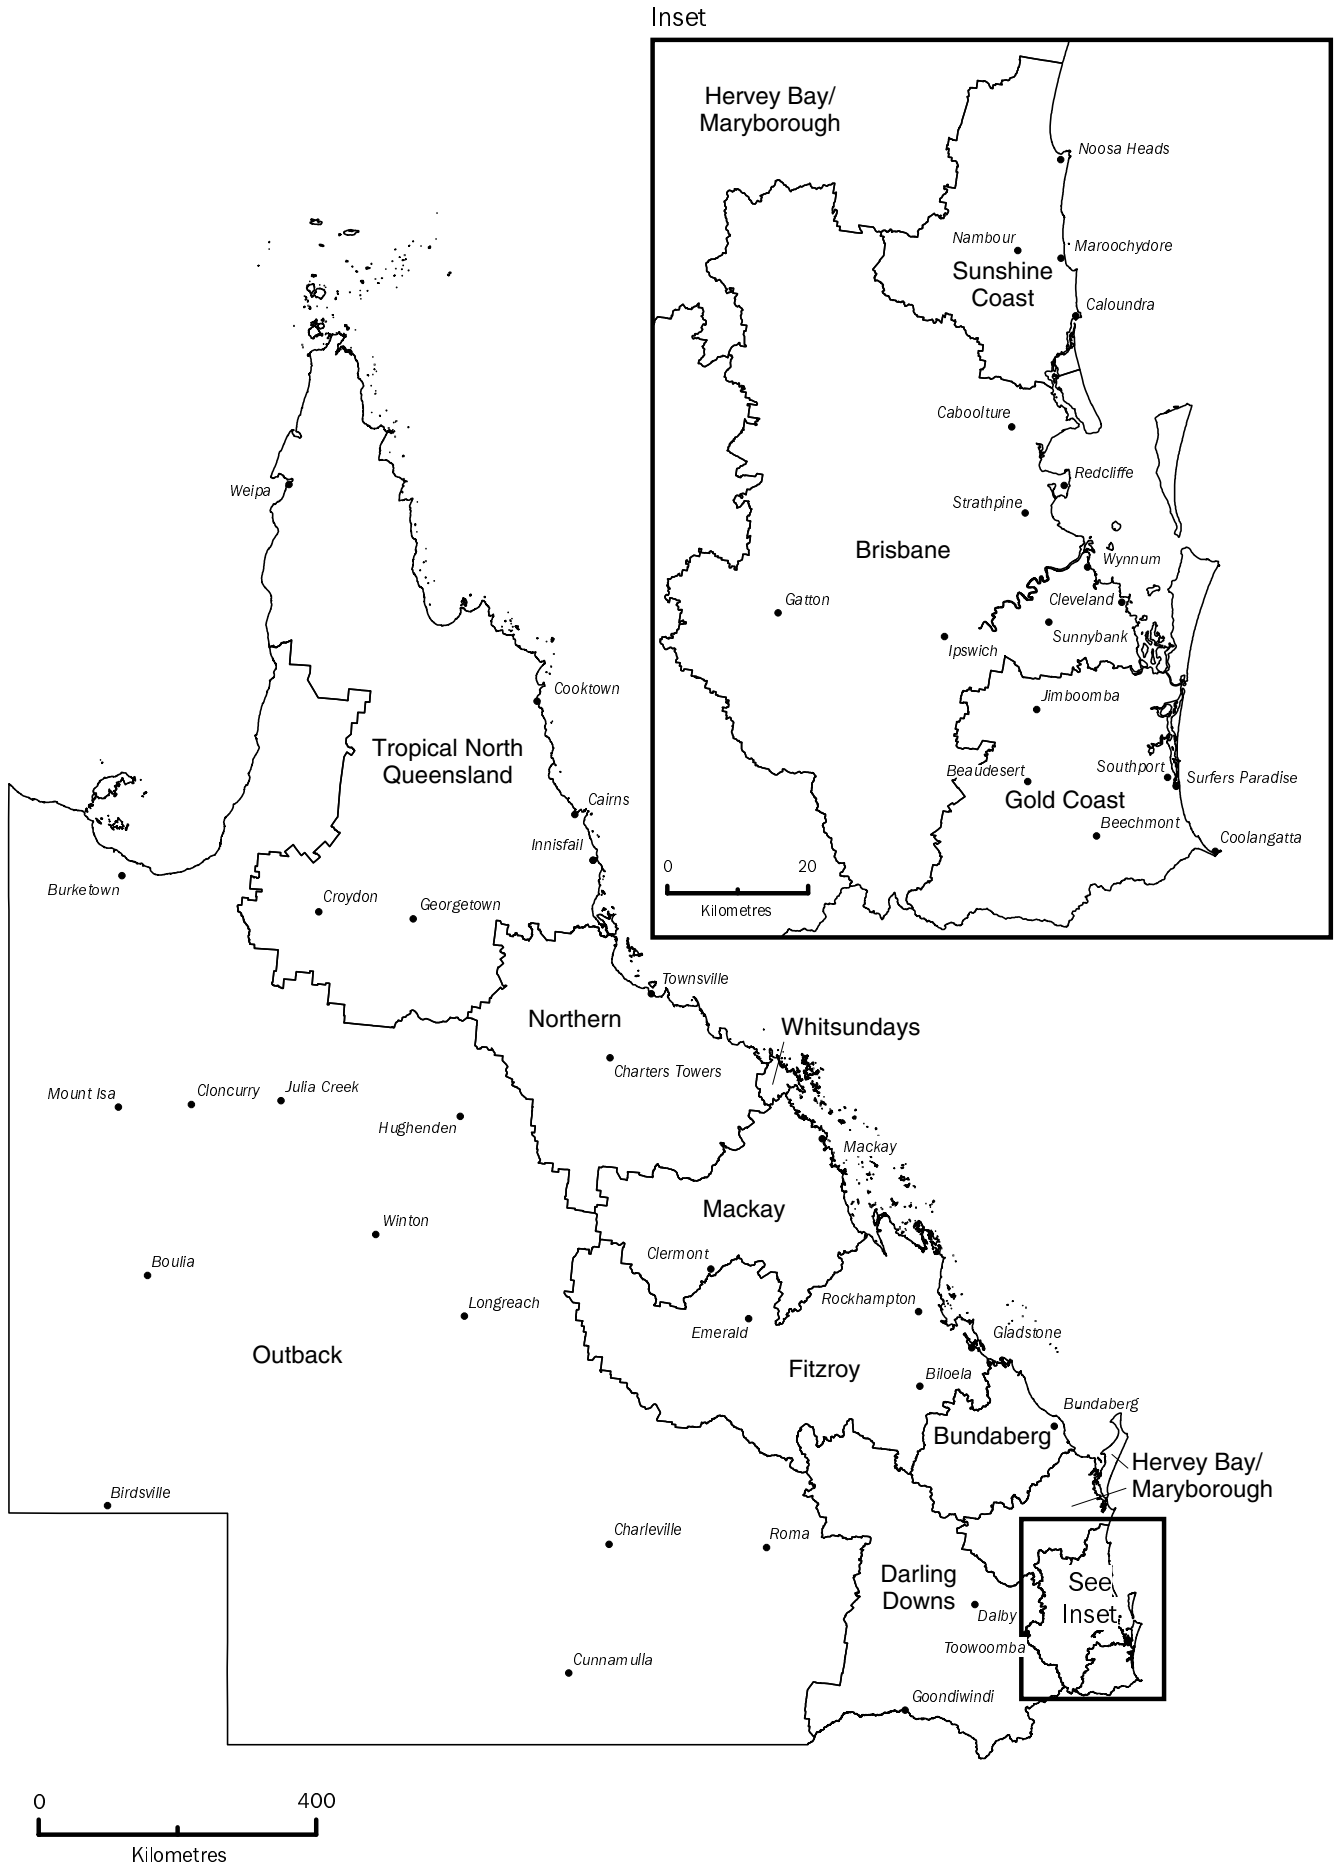 Inset
Hervey Bay/
Maryborough
Noosa Heads
Nambour
Maroochydore
Sunshine
Coast
Caloundra
Caboolture
Redcliffe
Strathpine
Brisbane
Wynnum
Gatton
Cleveland
Sunnybank
Ipswich
Jimboomba
Beaudesert
Southport
Surfers Paradise
Gold Coast
Beechmont
Coolangatta
0 20
Kilometres
Weipa
Cooktown
Tropical North
Queensland
Cairns
Innisfail
Burketown
Croydon
Georgetown
Townsville
Northern
Whitsundays
Charters Towers
Mount Isa
Cloncurry
Julia Creek
Hughenden
Mackay
Mackay
Winton
Clermont
Boulia
Longreach
Rockhampton
Emerald
Gladstone
Outback
Fitzroy
Biloela
Bundaberg
Bundaberg
Hervey Bay/
Maryborough
Birdsville
Charleville
Roma
Darling
Downs
See
Inset
Dalby
Toowoomba
Cunnamulla
Goondiwindi
0 400
Kilometres